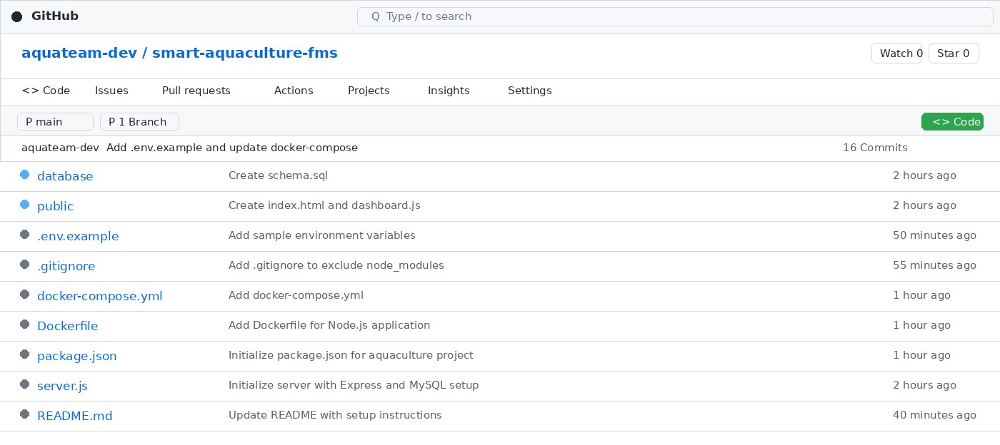 GitHub Q Type / to search
aquateam-dev / smart-aquaculture-fms Watch 0 Star 0
<> Code Issues Pull requests Actions Projects Insights Settings
P main P 1 Branch <> Code
aquateam-dev Add .env.example and update docker-compose 16 Commits
database Create schema.sql 2 hours ago
public Create index.html and dashboard.js 2 hours ago
.env.example Add sample environment variables 50 minutes ago
.gitignore Add .gitignore to exclude node_modules 55 minutes ago
docker-compose.yml Add docker-compose.yml 1 hour ago
Dockerfile Add Dockerfile for Node.js application 1 hour ago
package.json Initialize package.json for aquaculture project 1 hour ago
server.js Initialize server with Express and MySQL setup 2 hours ago
README.md Update README with setup instructions 40 minutes ago